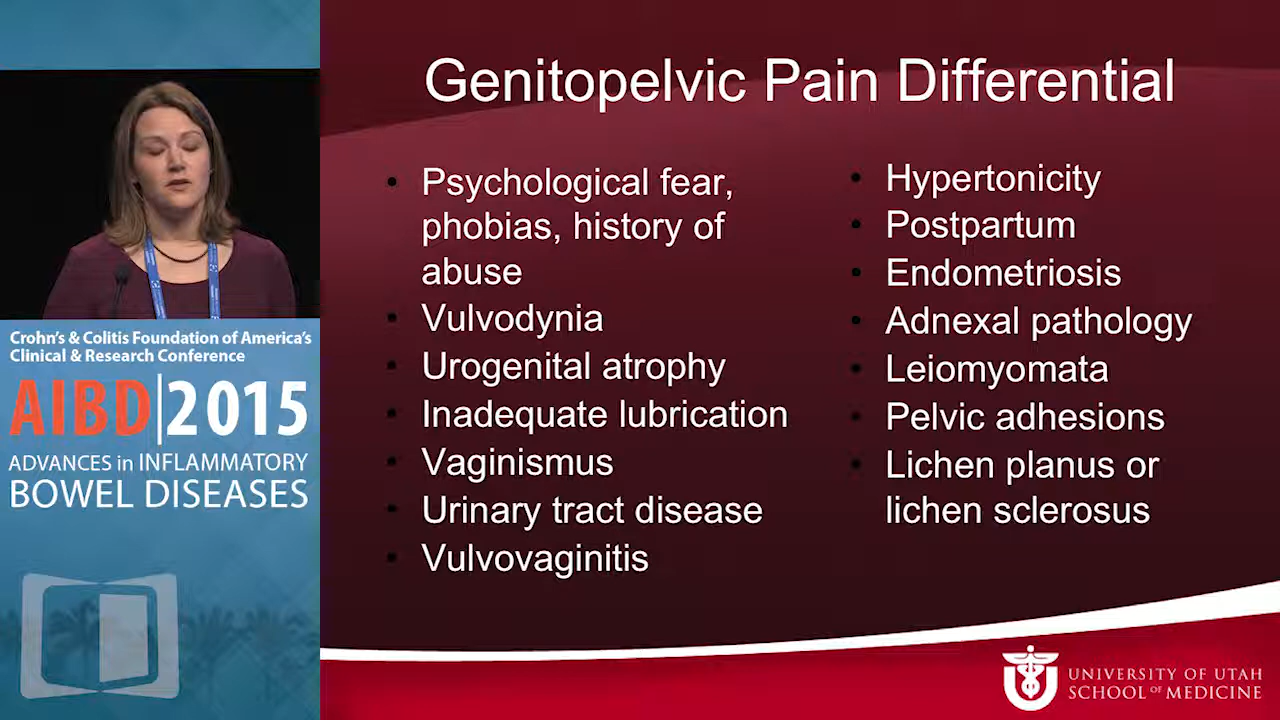 Genitopelvic Pain Differential
• Psychological fear,
phobias, history of
abuse
• Vulvodynia
• Urogenital atrophy
• Inadequate lubrication
• Vaginismus
• Urinary tract disease
• Vulvovaginitis
• Hypertonicity
• Postpartum
• Endometriosis
• Adnexal pathology
• Leiomyomata
• Pelvic adhesions
• Lichen planus or
lichen sclerosus
Crohn's & Colitis Foundation of America's
Clinical & Research Conference
AIBD|2015
ADVANCES in INFLAMMATORY
BOWEL DISEASES
UNIVERSITY OF UTAH
SCHOOL OF MEDICINE